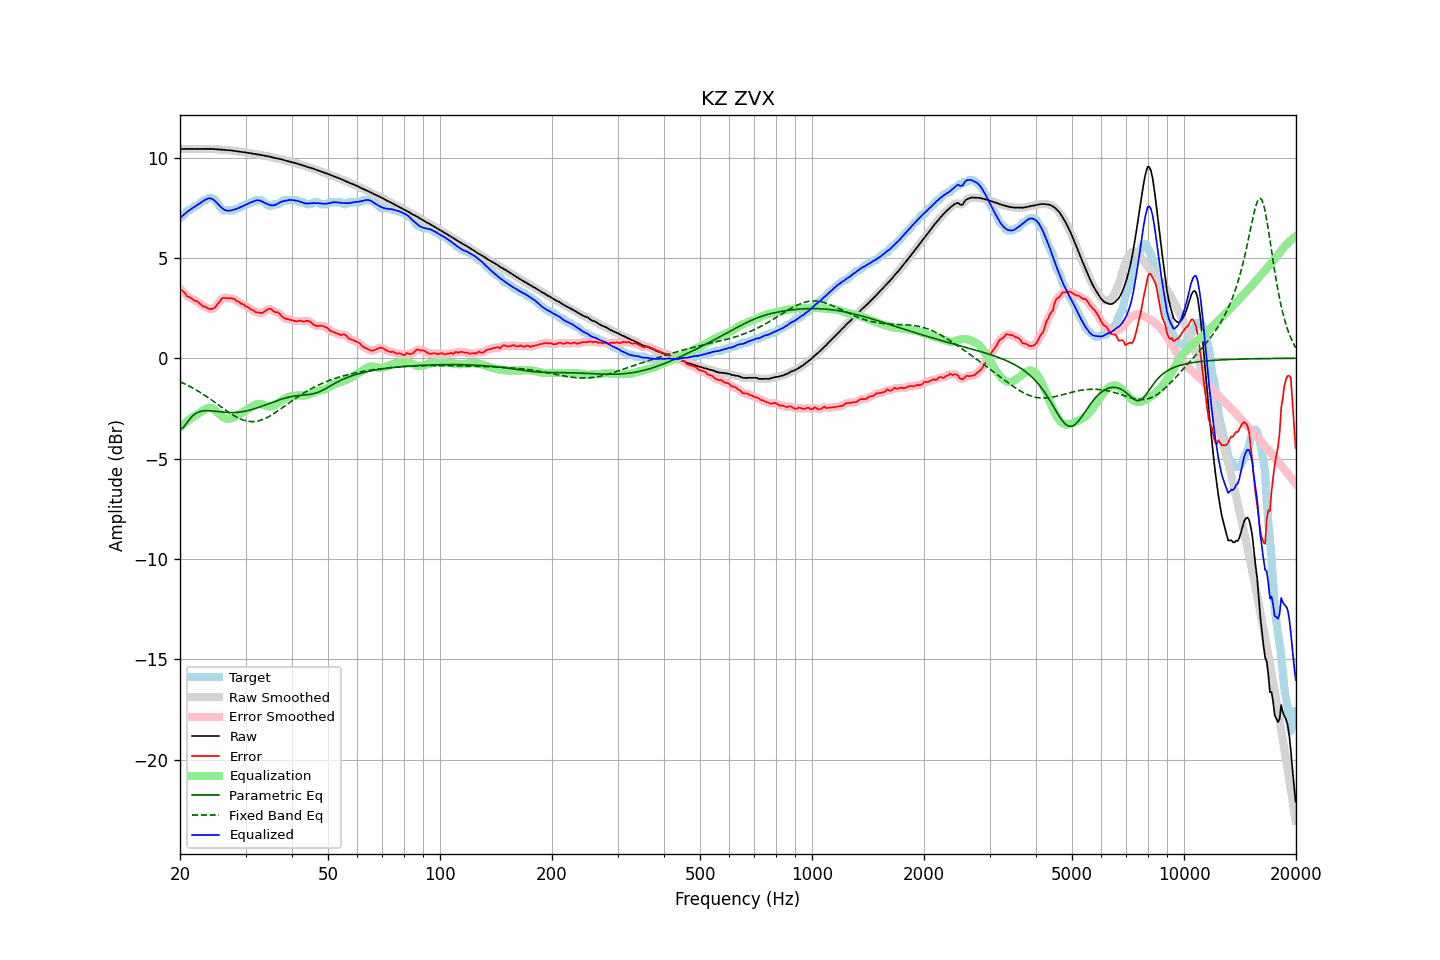 KZ ZVX
Amplitude (dBr)
10
5
0
−5
−10
−15
−20
Target
Raw Smoothed
Error Smoothed
Raw
Error
Equalization
Parametric Eq
Fixed Band Eq
Equalized
20 50 100 200 500 1000 2000 5000 10000 20000
Frequency (Hz)